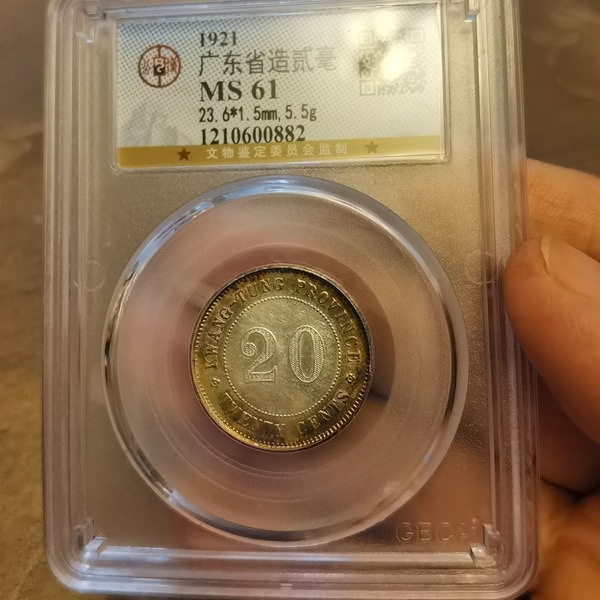 1921
广东省造贰毫
MS 61
23.6*1.5mm,5.5g
1210600882
★ 文物鉴定委员会监制 ★
KWANG-TUNG PROVINCE
20
TWENTY CENTS
GBCA